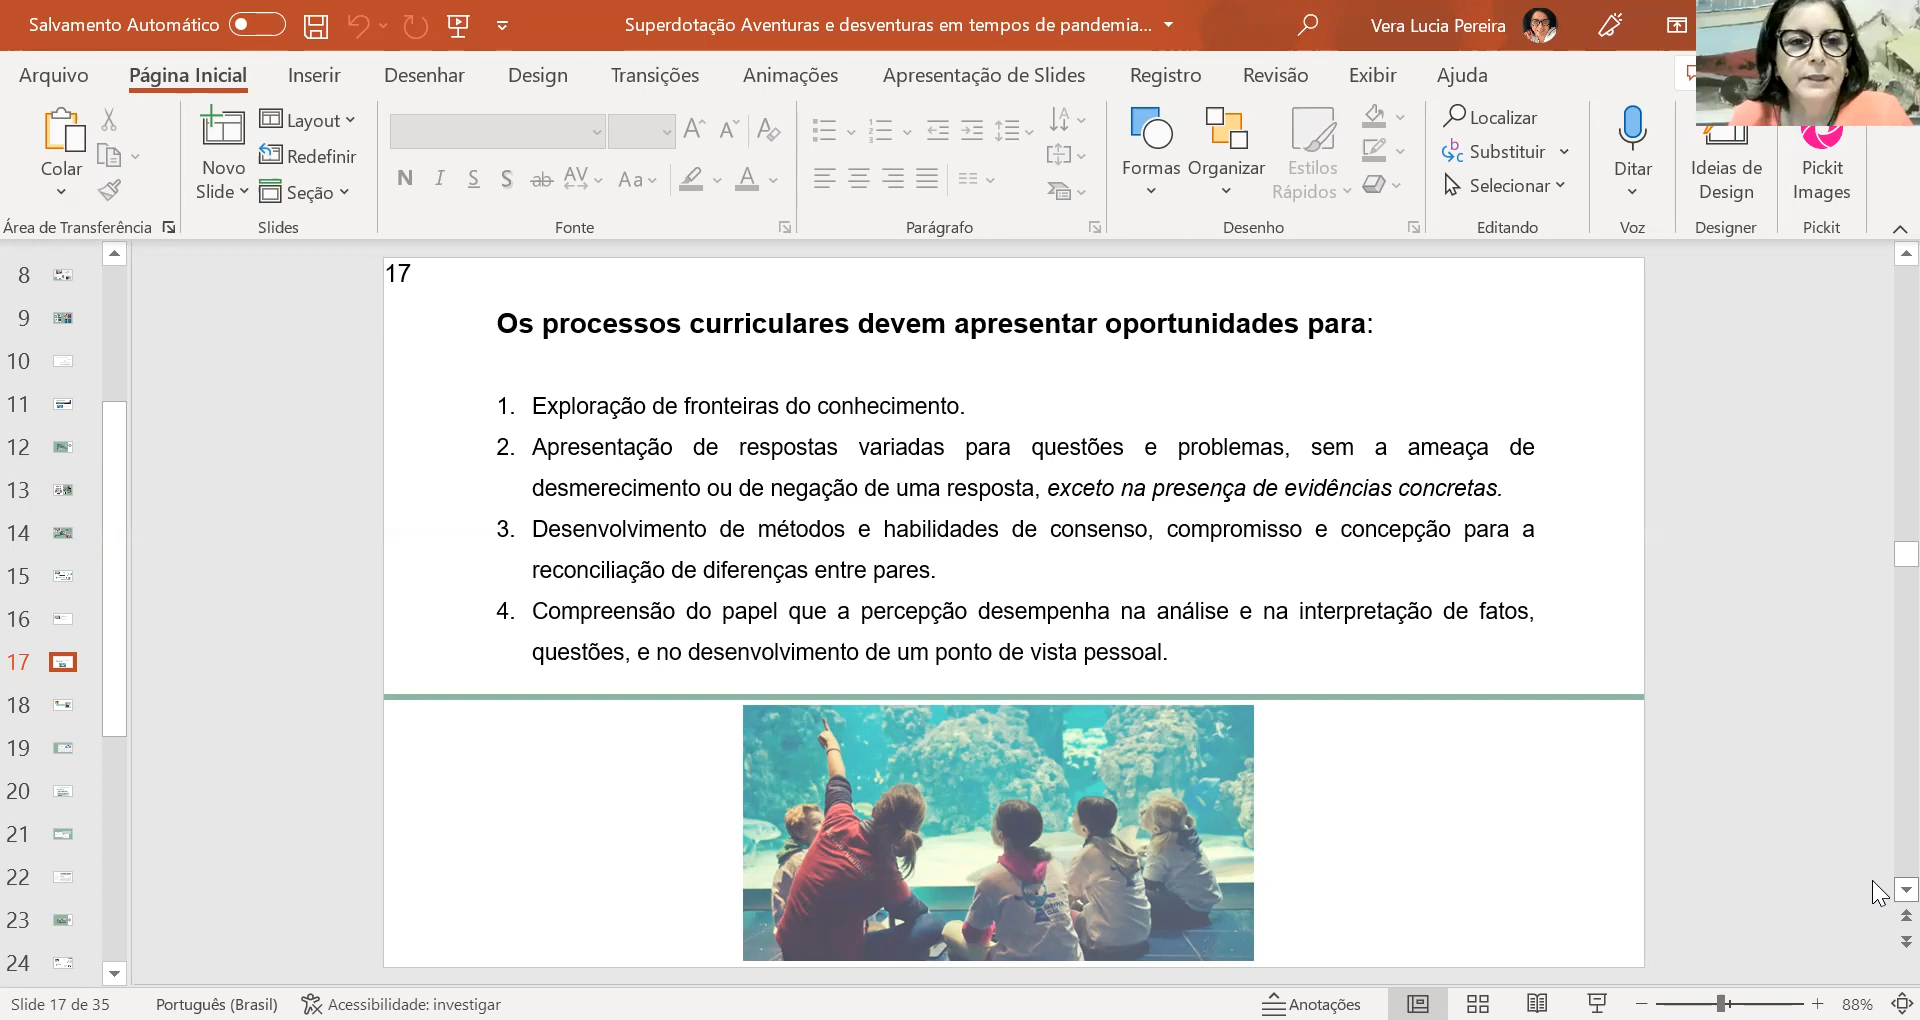 Salvamento Automático
Superdotação Aventuras e desventuras em tempos de pandemia...
Vera Lucia Pereira
Arquivo Página Inicial Inserir Desenhar Design Transições Animações Apresentação de Slides Registro Revisão Exibir Ajuda
Colar
Novo
Slide
Layout
Redefinir
Seção
N I S S ab AV Aa A
Formas
Organizar
Estilos
Rápidos
Localizar
Substituir
Selecionar
Ditar
Ideias de
Design
Pickit
Images
Área de Transferência Slides Fonte Parágrafo Desenho Editando Voz Designer Pickit
8
9
10
11
12
13
14
15
16
17
18
19
20
21
22
23
24
17
Os processos curriculares devem apresentar oportunidades para:
1. Exploração de fronteiras do conhecimento.
2. Apresentação de respostas variadas para questões e problemas, sem a ameaça de
desmerecimento ou de negação de uma resposta, exceto na presença de evidências concretas.
3. Desenvolvimento de métodos e habilidades de consenso, compromisso e concepção para a
reconciliação de diferenças entre pares.
4. Compreensão do papel que a percepção desempenha na análise e na interpretação de fatos,
questões, e no desenvolvimento de um ponto de vista pessoal.
Slide 17 de 35 Português (Brasil) Acessibilidade: investigar Anotações 88%